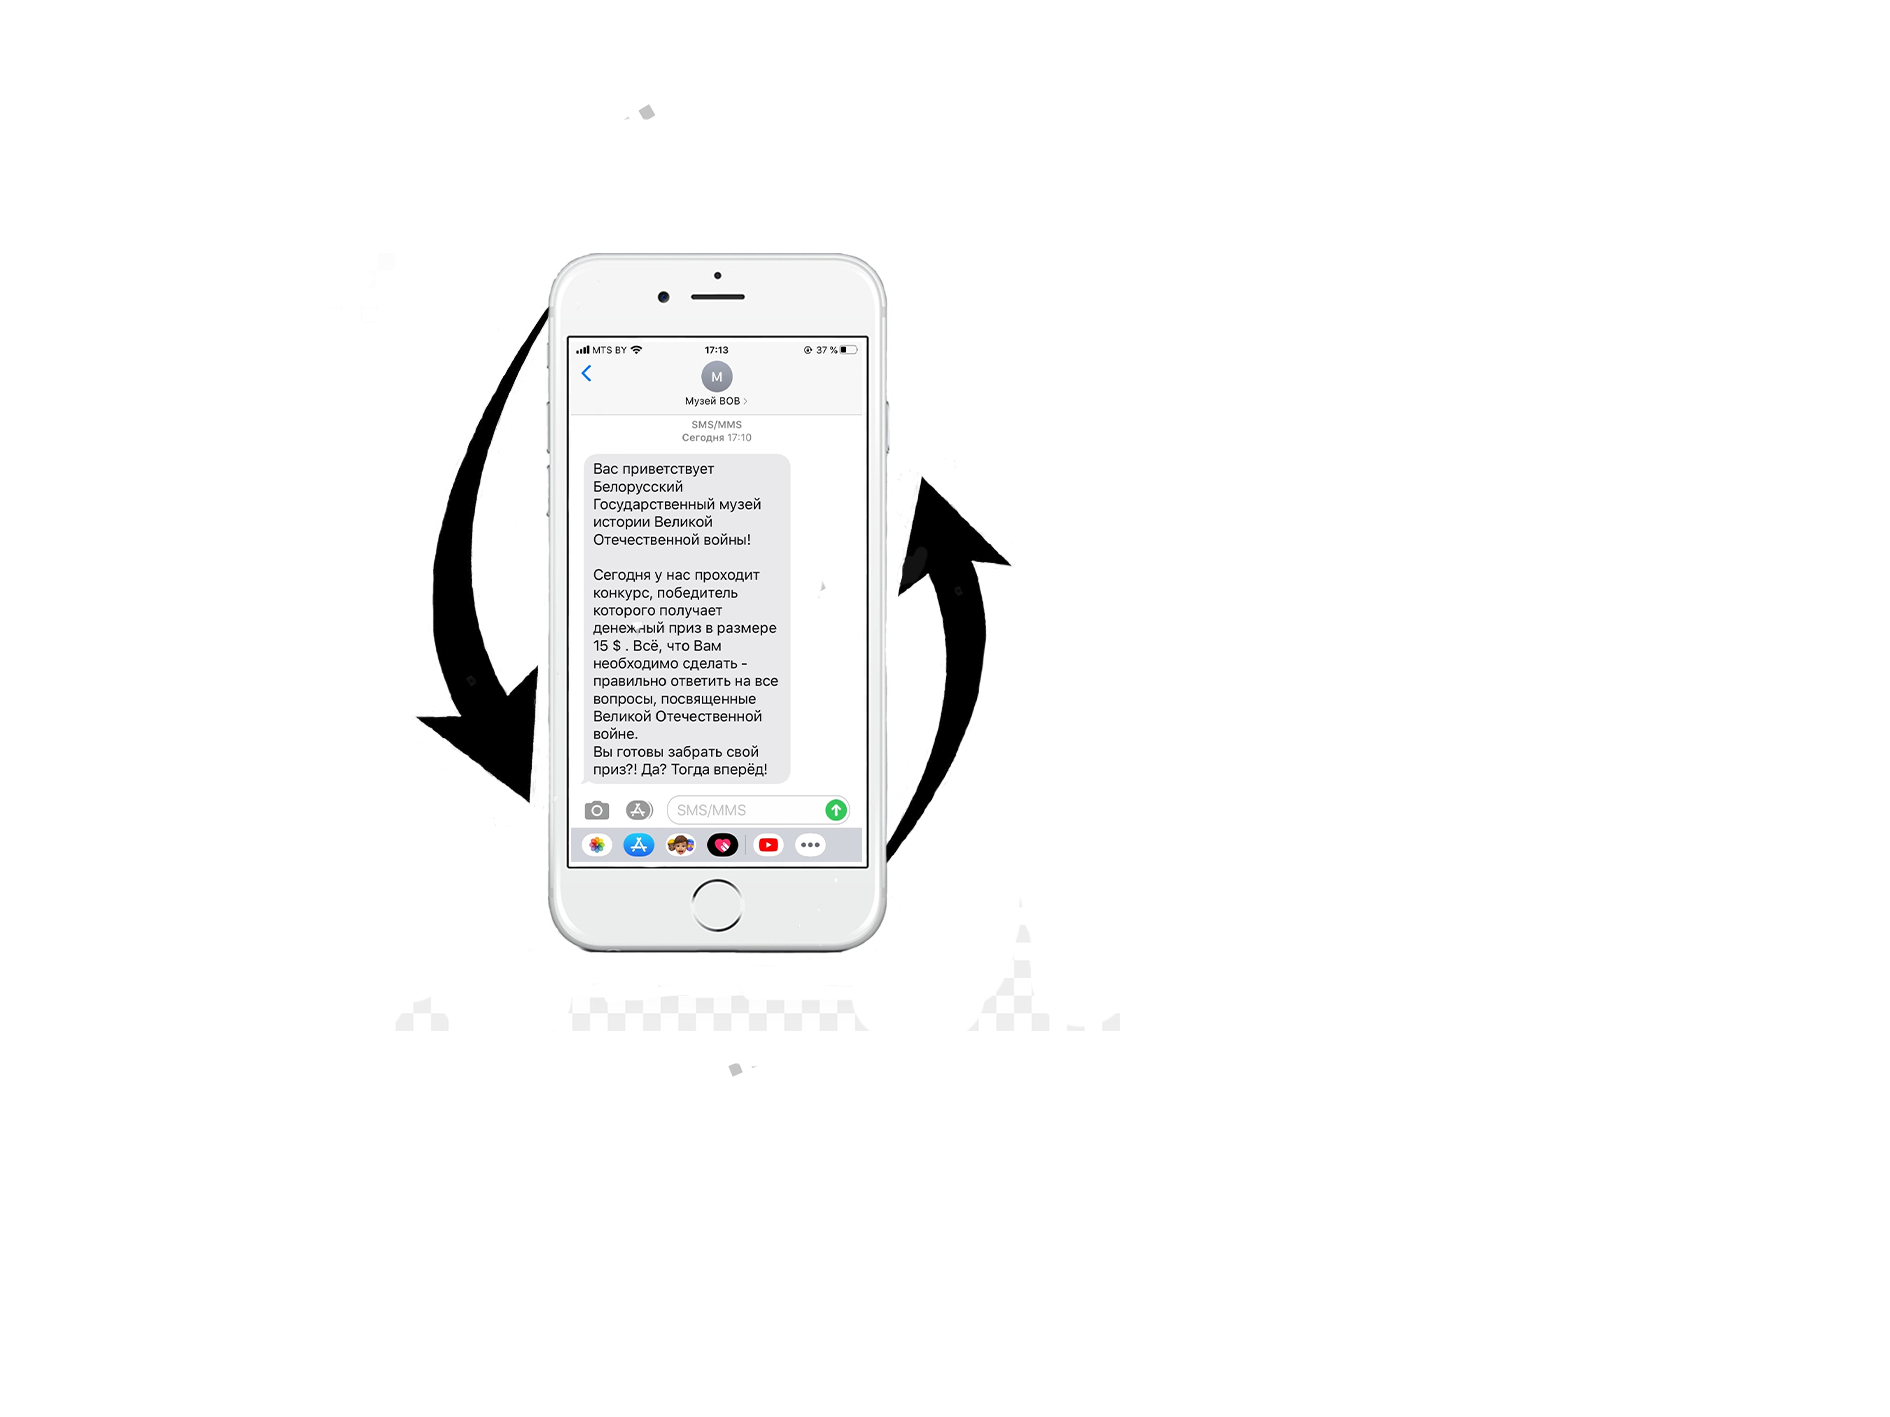 MTS BY 17:13 37 %
М
Музей ВОВ
SMS/MMS
Сегодня 17:10
Вас приветствует
Белорусский
Государственный музей
истории Великой
Отечественной войны!
Сегодня у нас проходит
конкурс, победитель
которого получает
денежный приз в размере
15 $ . Всё, что Вам
необходимо сделать -
правильно ответить на все
вопросы, посвященные
Великой Отечественной
войне.
Вы готовы забрать свой
приз?! Да? Тогда вперёд!
SMS/MMS